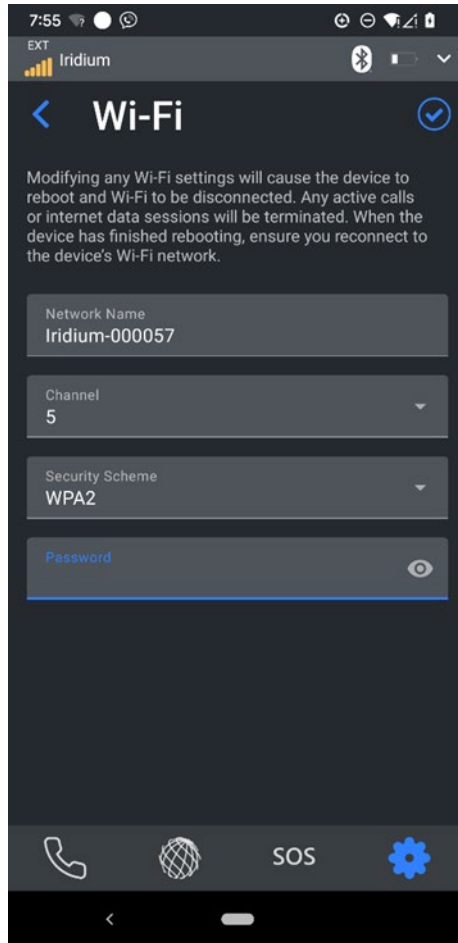 7:55
EXT
Iridium
Wi-Fi
Modifying any Wi-Fi settings will cause the device to
reboot and Wi-Fi to be disconnected. Any active calls
or internet data sessions will be terminated. When the
device has finished rebooting, ensure you reconnect to
the device's Wi-Fi network.
Network Name
Iridium-000057
Channel
5
Security Scheme
WPA2
Password
SOS